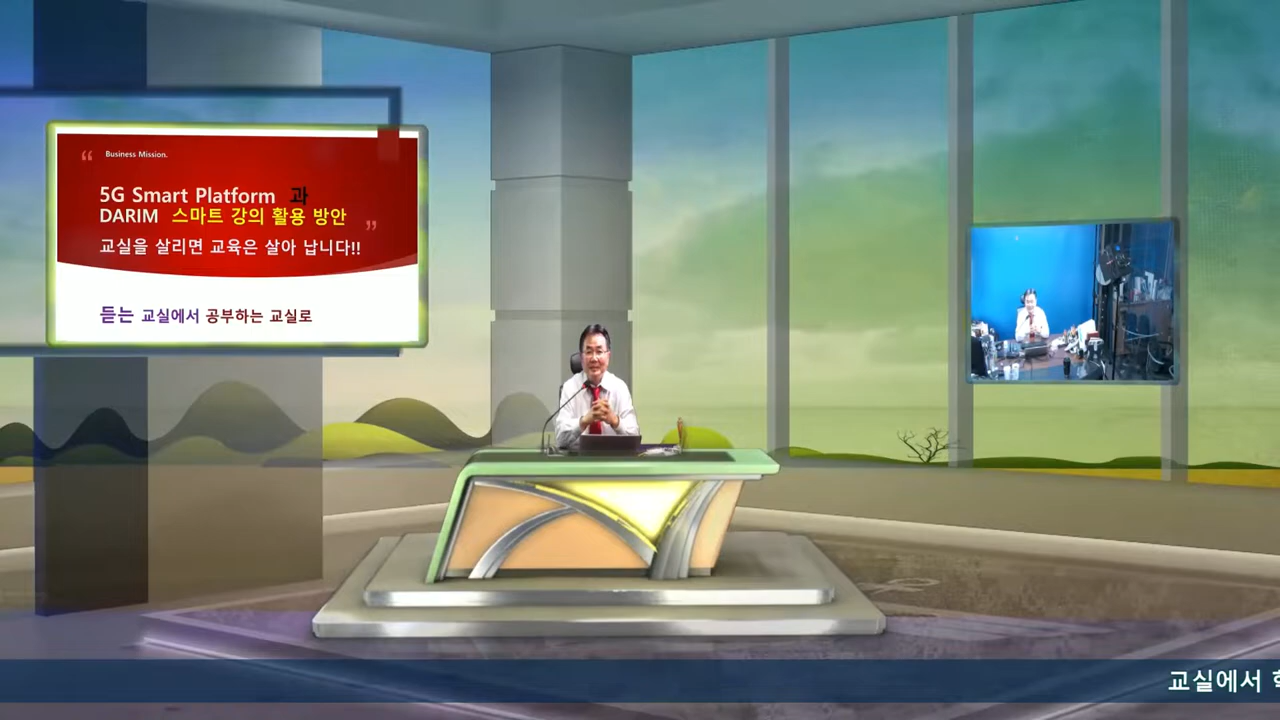 “ Business Mission.
5G Smart Platform 과
DARIM 스마트 강의 활용 방안 ”
교실을 살리면 교육은 살아 납니다!!
듣는 교실에서 공부하는 교실로
교실에서